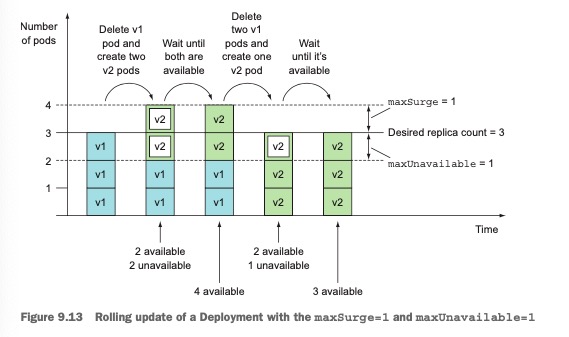 Number
of pods
Delete v1
pod and
create two
v2 pods
Wait until
both are
available
Delete
two v1
pods and
create one
v2 pod
Wait
until it's
available
4
3
2
1
v1
v1
v1
v2
v2
v1
v1
v2
v2
v1
v1
v2
v2
v2
v2
v2
v2
maxSurge = 1
Desired replica count = 3
maxUnavailable = 1
Time
2 available
2 unavailable
4 available
2 available
1 unavailable
3 available
Figure 9.13 Rolling update of a Deployment with the maxSurge=1 and maxUnavailable=1